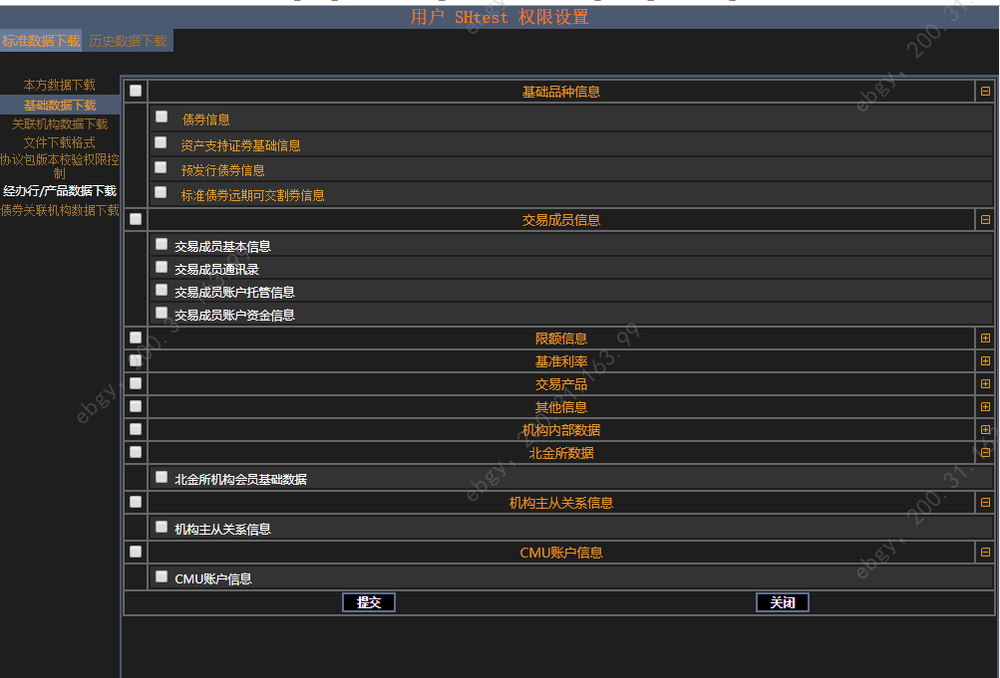 用户 SHtest 权限设置
标准数据下载 历史数据下载
本方数据下载
基础数据下载
关联机构数据下载
文件下载格式
协议包版本校验权限控
制
经办行/产品数据下载
债券关联机构数据下载
基础品种信息
债券信息
资产支持证券基础信息
预发行债券信息
标准债券远期可交割券信息
交易成员信息
交易成员基本信息
交易成员通讯录
交易成员账户托管信息
交易成员账户资金信息
限额信息
基准利率
交易产品
其他信息
机构内部数据
北金所数据
北金所机构会员基础数据
机构主从关系信息
机构主从关系信息
CMU账户信息
CMU账户信息
提交 关闭
ebgy, 200.31.163.99